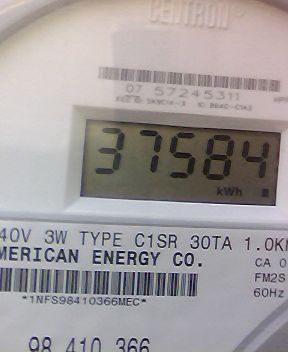 CENTRON®
07 57245311
37584
kWh
40V 3W TYPE C1SR 30TA 1.0K
MERICAN ENERGY CO.
CA 0
FM2S
60Hz
*1NFS98410366MEC*
98 410 366